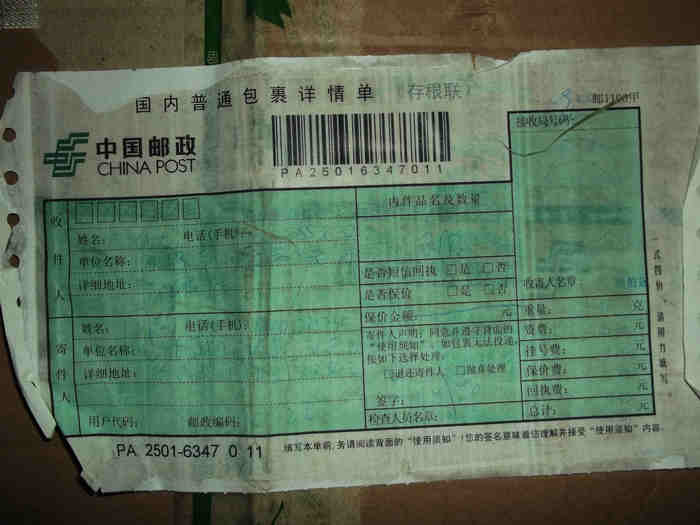 国内普通包裹详情单 存根联
邮1100甲
中国邮政
CHINA POST
PA25016347011
接收局号码:
收件人
姓名: 电话(手机):
单位名称:
详细地址:
内件品名及数量
是否短信回执 □是 □否
是否保价 □是 □否
保价金额: 元
收寄人名章:
寄件人
姓名: 电话(手机):
单位名称:
详细地址:
用户代码: 邮政编码:
寄件人声明: 同意并遵守背面的
"使用须知", 如包裹无法投递,
按如下选择处理:
□退还寄件人 □抛弃处理
签字:
检查人员名章:
重量: 克
资费: 元
挂号费: 元
保价费: 元
回执费: 元
总计: 元
一式四份,请用力填写
PA 2501-6347 0 11
填写本单前,务请阅读背面的"使用须知"!您的签名意味着您理解并接受"使用须知"内容。